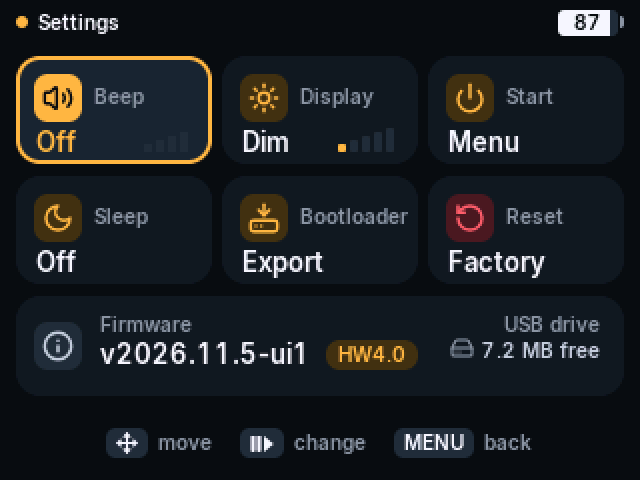 Settings
87
Beep
Off
Display
Dim
Start
Menu
Sleep
Off
Bootloader
Export
Reset
Factory
Firmware
v2026.11.5-ui1
HW4.0
USB drive
7.2 MB free
move
change
MENU back